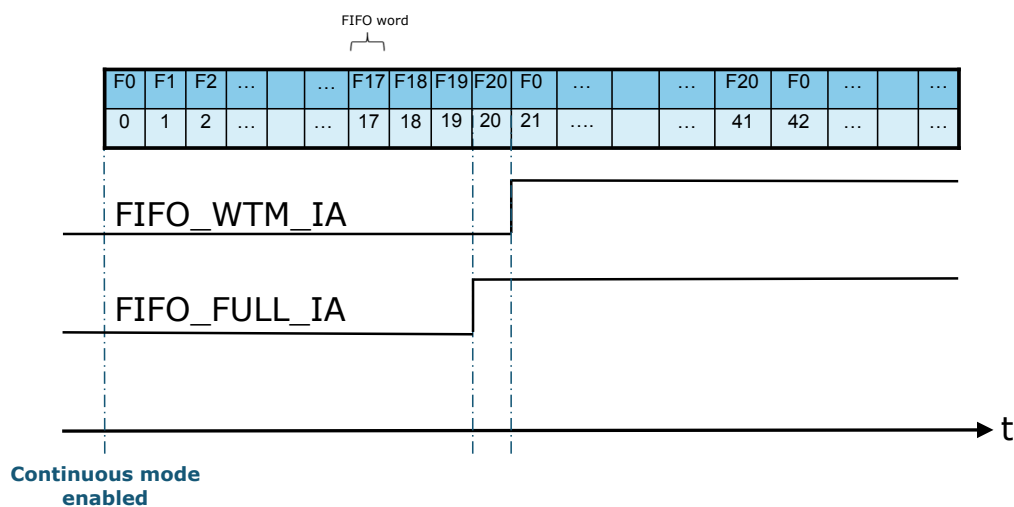 FIFO word
F0 F1 F2 ... ... F17 F18 F19 F20 F0 ... ... F20 F0 ... ...
0 1 2 ... ... 17 18 19 20 21 .... ... 41 42 ... ...
FIFO_WTM_IA
FIFO_FULL_IA
t
Continuous mode
enabled